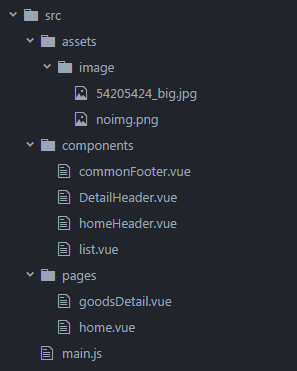 src
assets
image
54205424_big.jpg
noimg.png
components
commonFooter.vue
DetailHeader.vue
homeHeader.vue
list.vue
pages
goodsDetail.vue
home.vue
main.js